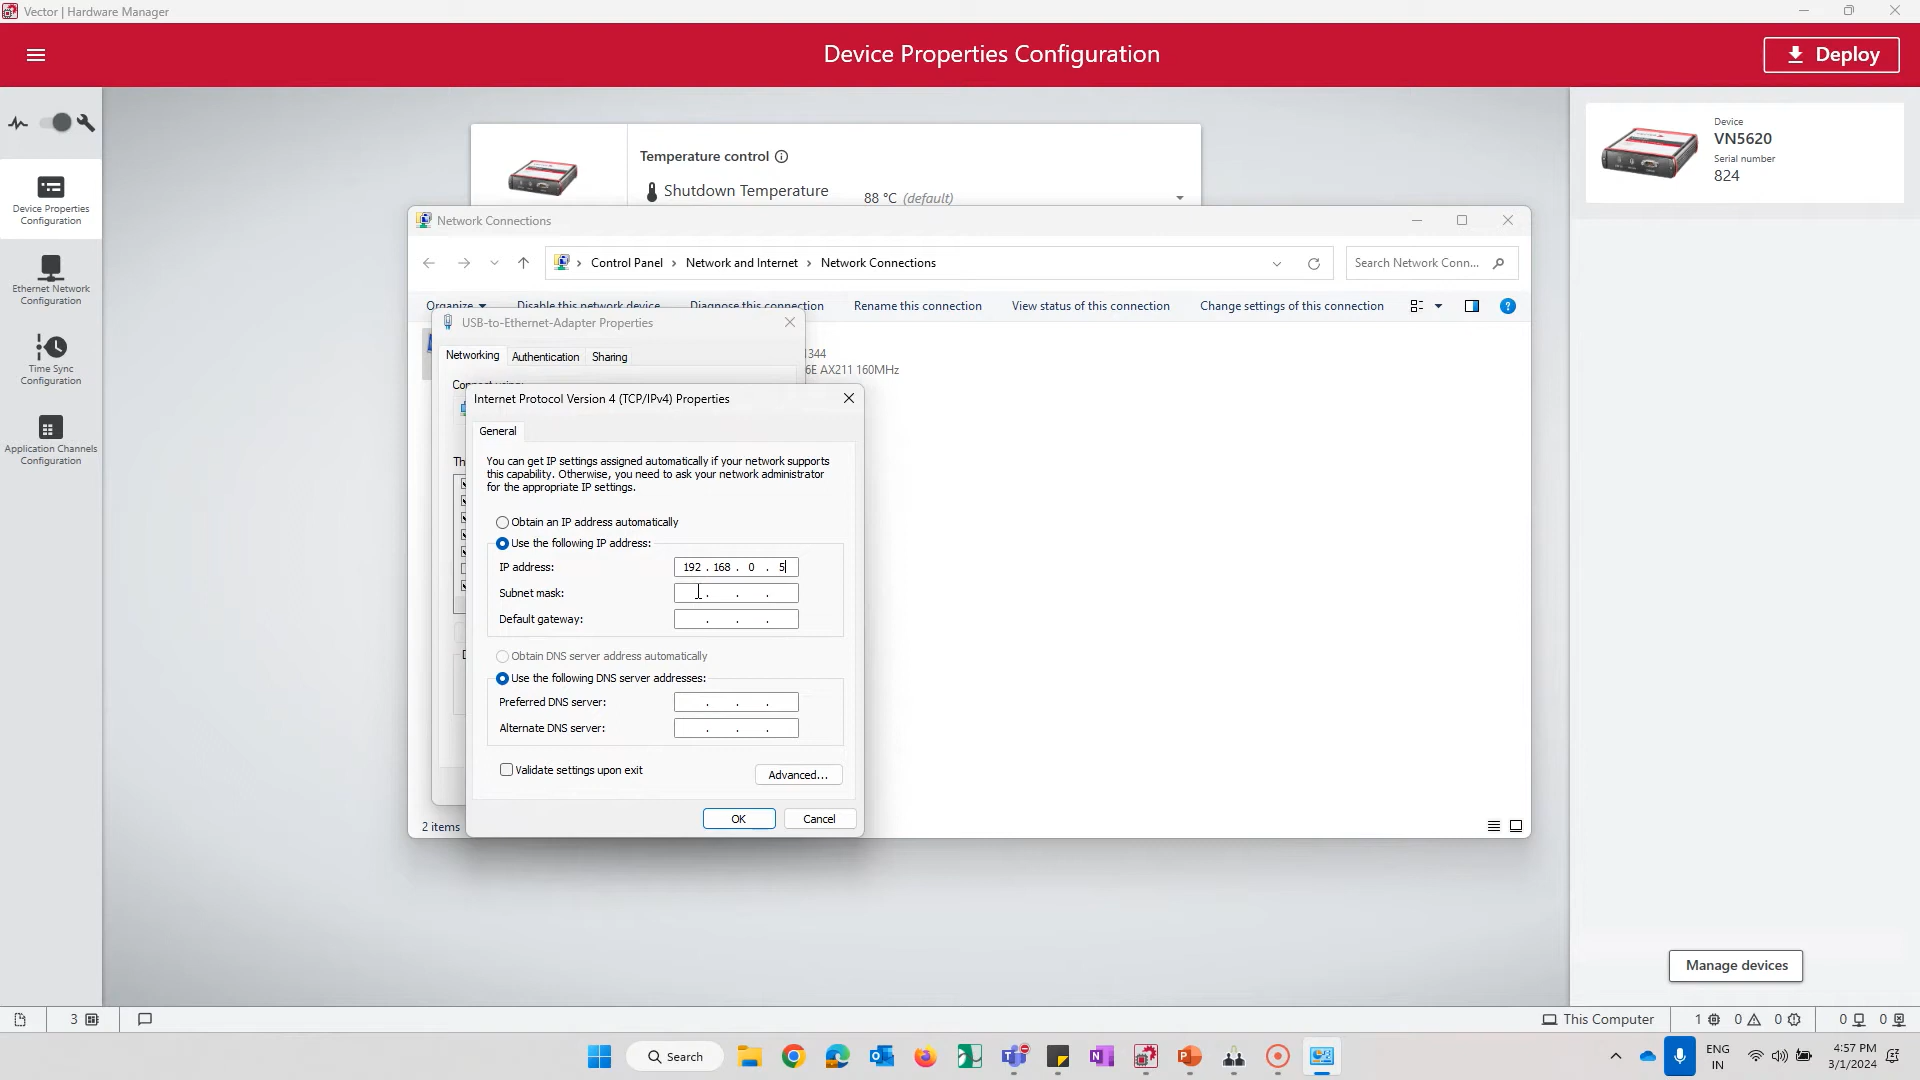 Vector | Hardware Manager
Device Properties Configuration
Deploy
Device Properties
Configuration
Ethernet Network
Configuration
Time Sync
Configuration
Application Channels
Configuration
Temperature control
Shutdown Temperature
88 °C (default)
Device
VN5620
Serial number
824
Manage devices
Network Connections
Control Panel > Network and Internet > Network Connections
Search Network Conn...
Organize
Disable this network device
Diagnose this connection
Rename this connection
View status of this connection
Change settings of this connection
USB-to-Ethernet-Adapter Properties
Networking
Authentication
Sharing
1344
6E AX211 160MHz
Internet Protocol Version 4 (TCP/IPv4) Properties
General
You can get IP settings assigned automatically if your network supports
this capability. Otherwise, you need to ask your network administrator
for the appropriate IP settings.
Obtain an IP address automatically
Use the following IP address:
IP address: 192 . 168 . 0 . 5
Subnet mask: . . .
Default gateway: . . .
Obtain DNS server address automatically
Use the following DNS server addresses:
Preferred DNS server: . . .
Alternate DNS server: . . .
Validate settings upon exit
Advanced...
OK
Cancel
2 items
3
This Computer
1
0
0
0
0
Search
ENG
IN
4:57 PM
3/1/2024